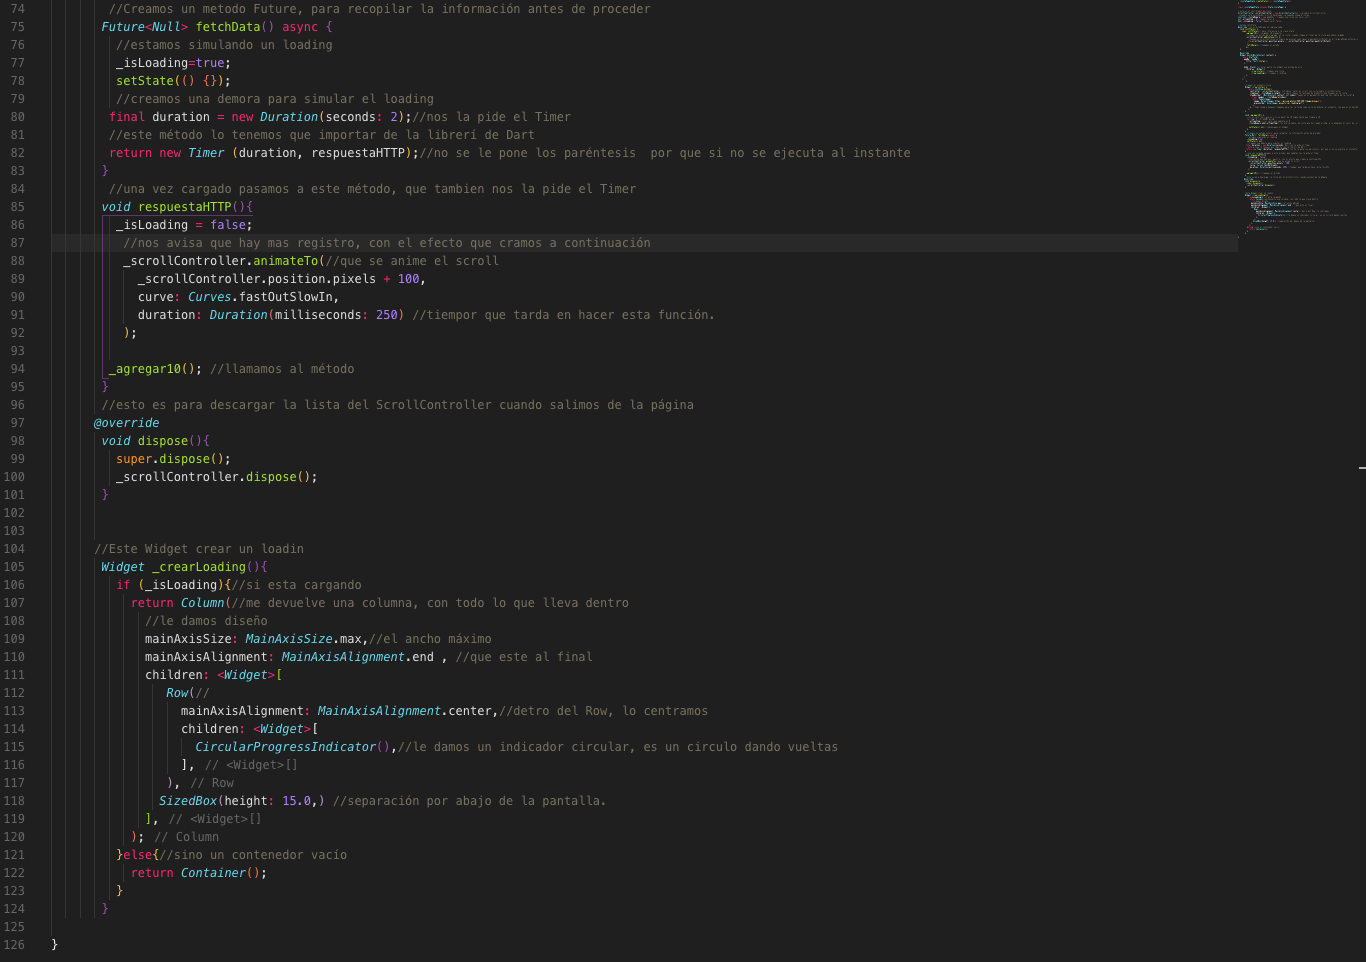 74 //Creamos un metodo Future, para recopilar la información antes de proceder
75 Future<Null> fetchData() async {
76 //estamos simulando un loading
77 _isLoading=true;
78 setState(() {});
79 //creamos una demora para simular el loading
80 final duration = new Duration(seconds: 2);//nos la pide el Timer
81 //este método lo tenemos que importar de la librerí de Dart
82 return new Timer (duration, respuestaHTTP);//no se le pone los paréntesis  por que si no se ejecuta al instante
83 }
84 //una vez cargado pasamos a este método, que tambien nos la pide el Timer
85 void respuestaHTTP(){
86 _isLoading = false;
87 //nos avisa que hay mas registro, con el efecto que cramos a continuación
88 _scrollController.animateTo(//que se anime el scroll
89 _scrollController.position.pixels + 100,
90 curve: Curves.fastOutSlowIn,
91 duration: Duration(milliseconds: 250) //tiempor que tarda en hacer esta función.
92 );
93
94 _agregar10(); //llamamos al método
95 }
96 //esto es para descargar la lista del ScrollController cuando salimos de la página
97 @override
98 void dispose(){
99 super.dispose();
100 _scrollController.dispose();
101 }
102
103
104 //Este Widget crear un loadin
105 Widget _crearLoading(){
106 if (_isLoading){//si esta cargando
107 return Column(//me devuelve una columna, con todo lo que lleva dentro
108 //le damos diseño
109 mainAxisSize: MainAxisSize.max,//el ancho máximo
110 mainAxisAlignment: MainAxisAlignment.end , //que este al final
111 children: <Widget>[
112 Row(//
113 mainAxisAlignment: MainAxisAlignment.center,//detro del Row, lo centramos
114 children: <Widget>[
115 CircularProgressIndicator(),//le damos un indicador circular, es un circulo dando vueltas
116 ], // <Widget>[]
117 ), // Row
118 SizedBox(height: 15.0,) //separación por abajo de la pantalla.
119 ], // <Widget>[]
120 ); // Column
121 }else{//sino un contenedor vacío
122 return Container();
123 }
124 }
125
126 }